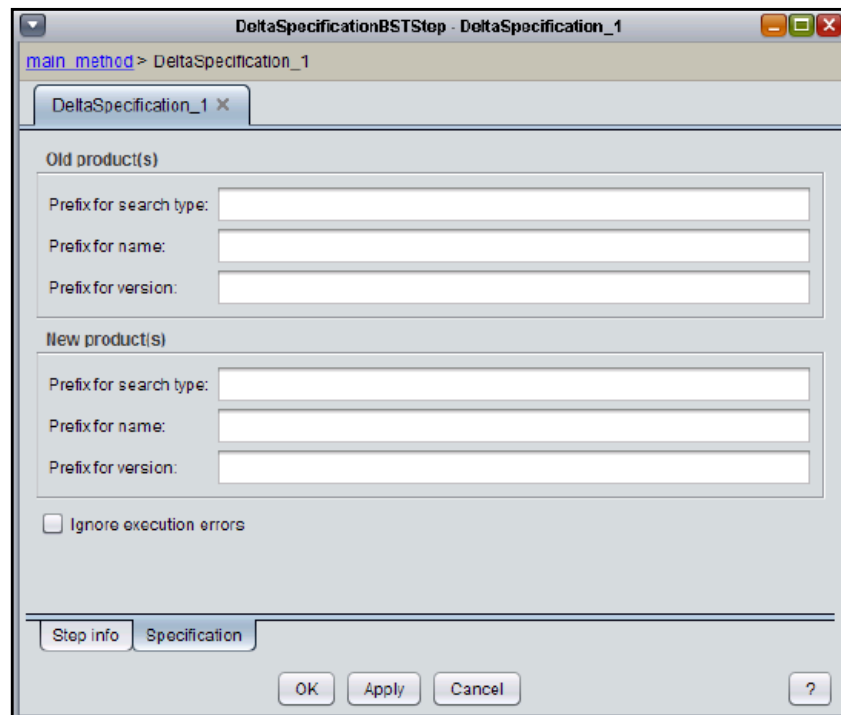 DeltaSpecificationBSTStep - DeltaSpecification_1
main_method > DeltaSpecification_1
DeltaSpecification_1
Old product(s)
Prefix for search type:
Prefix for name:
Prefix for version:
New product(s)
Prefix for search type:
Prefix for name:
Prefix for version:
Ignore execution errors
Step info Specification
OK Apply Cancel ?